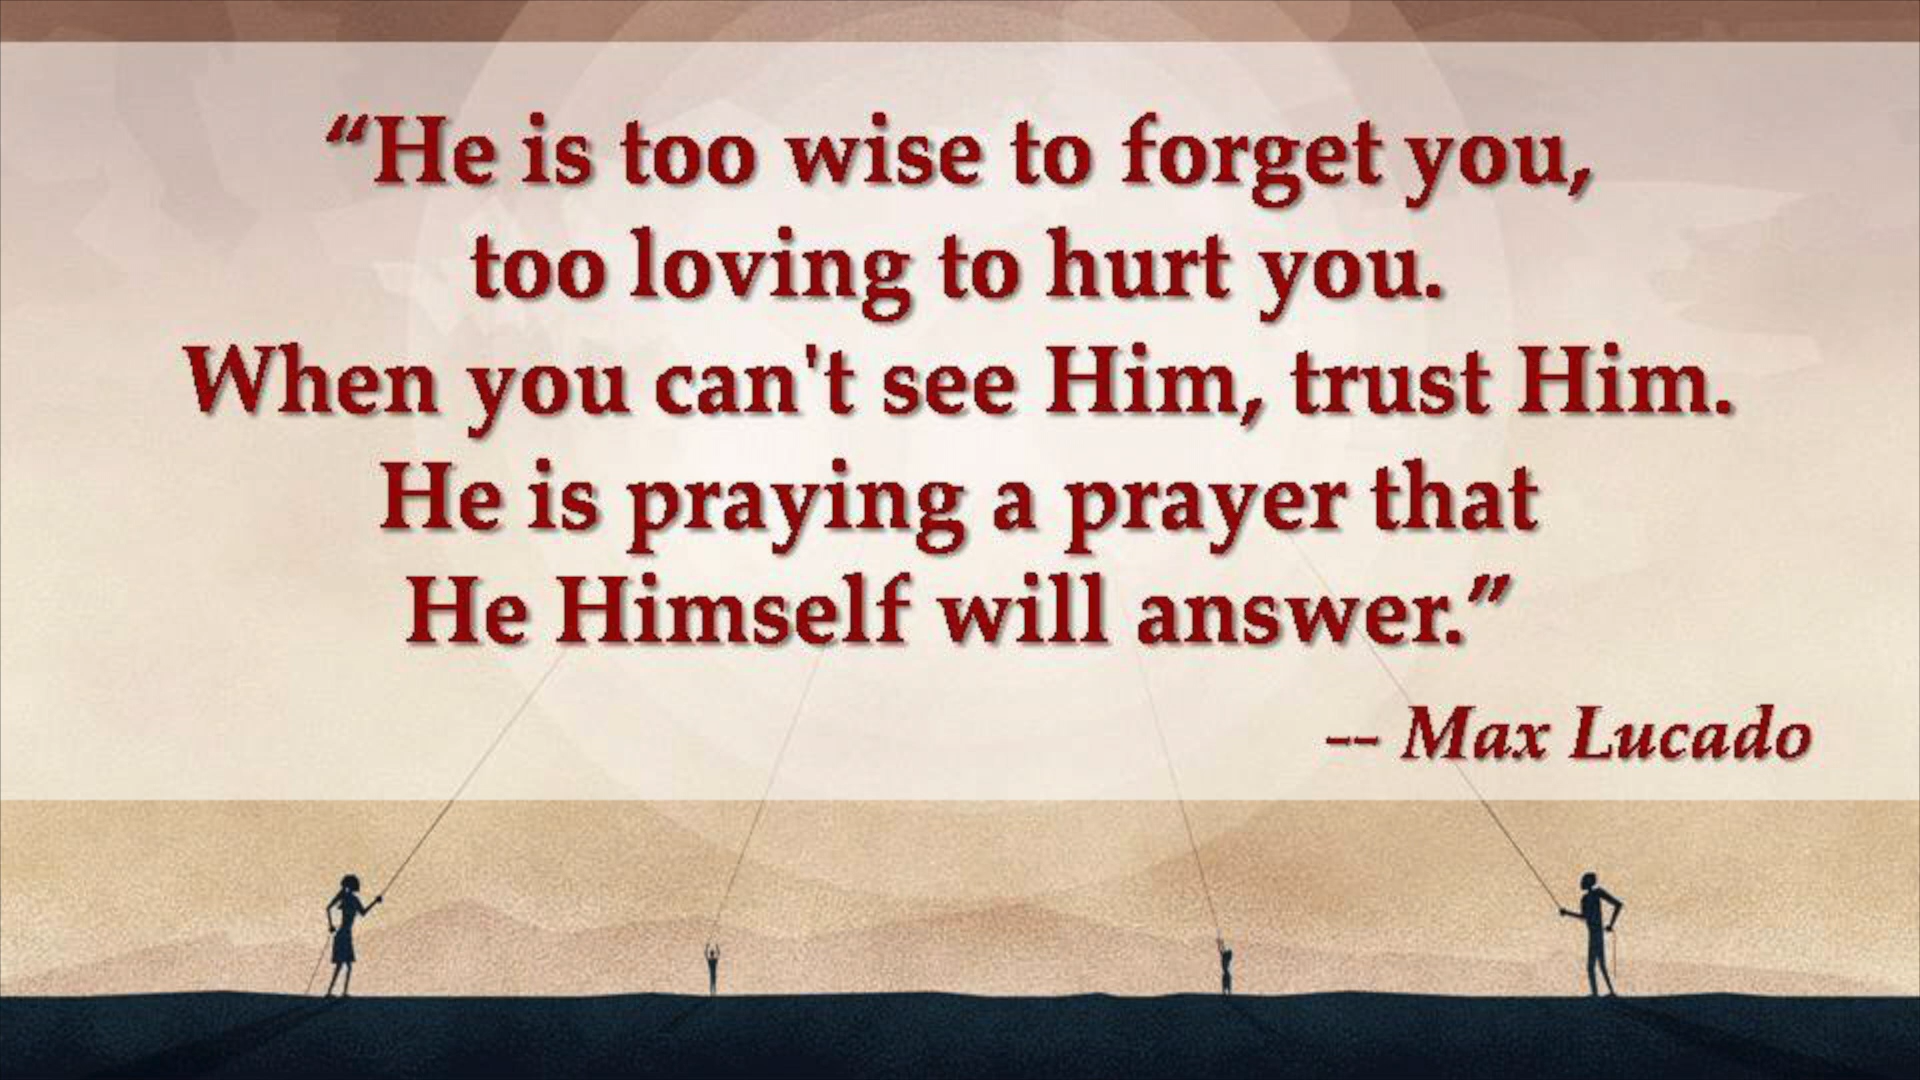 “He is too wise to forget you,
too loving to hurt you.
When you can't see Him, trust Him.
He is praying a prayer that
He Himself will answer.”
-- Max Lucado